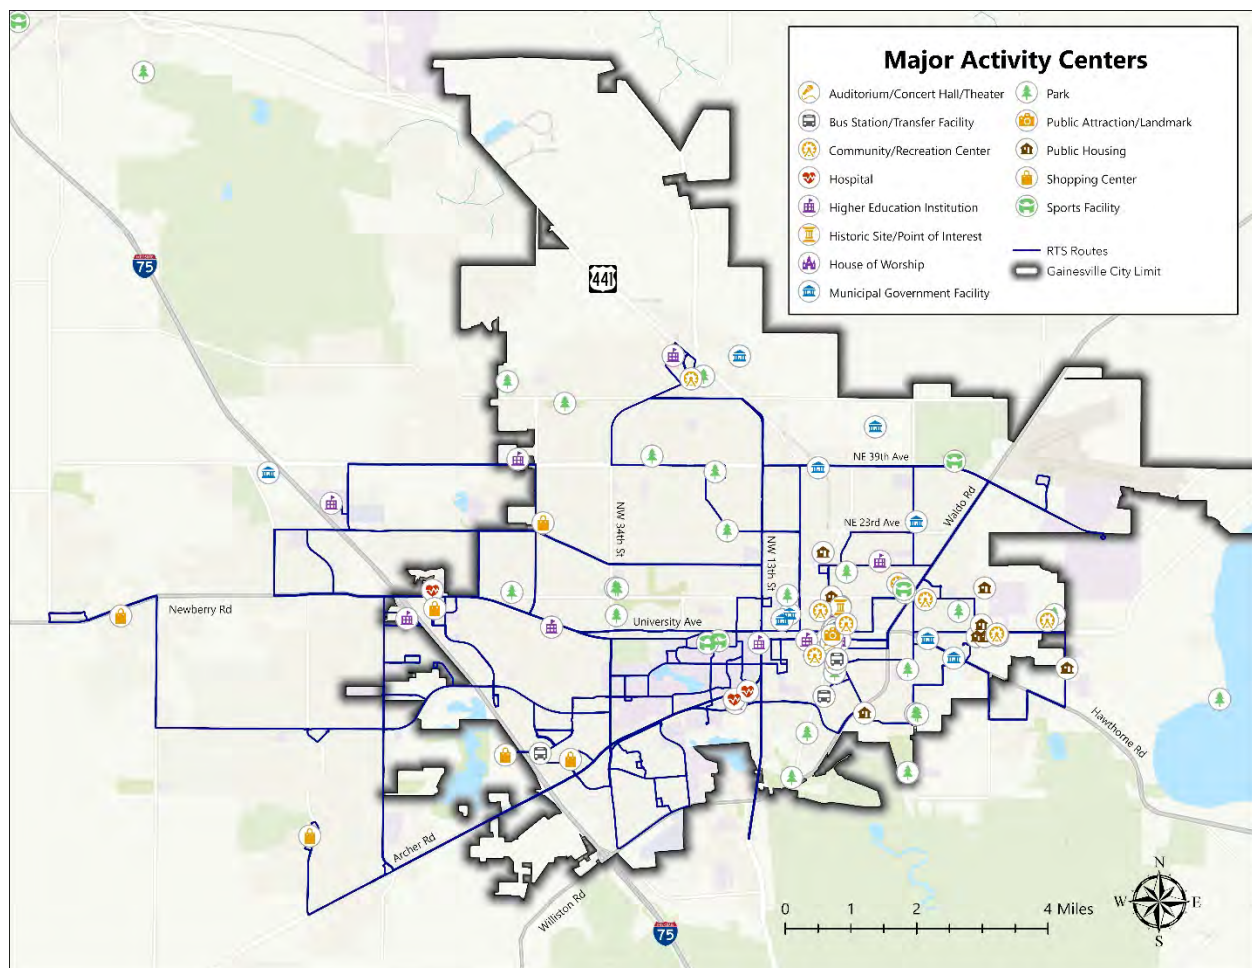 Major Activity Centers
Auditorium/Concert Hall/Theater
Bus Station/Transfer Facility
Community/Recreation Center
Hospital
Higher Education Institution
Historic Site/Point of Interest
House of Worship
Municipal Government Facility
Park
Public Attraction/Landmark
Public Housing
Shopping Center
Sports Facility
RTS Routes
Gainesville City Limit
75
441
NE 39th Ave
Waldo Rd
NE 23rd Ave
NW 34th St
NW 13th St
Newberry Rd
University Ave
Hawthorne Rd
Archer Rd
Williston Rd
75
0 1 2 4 Miles
N
W E
S